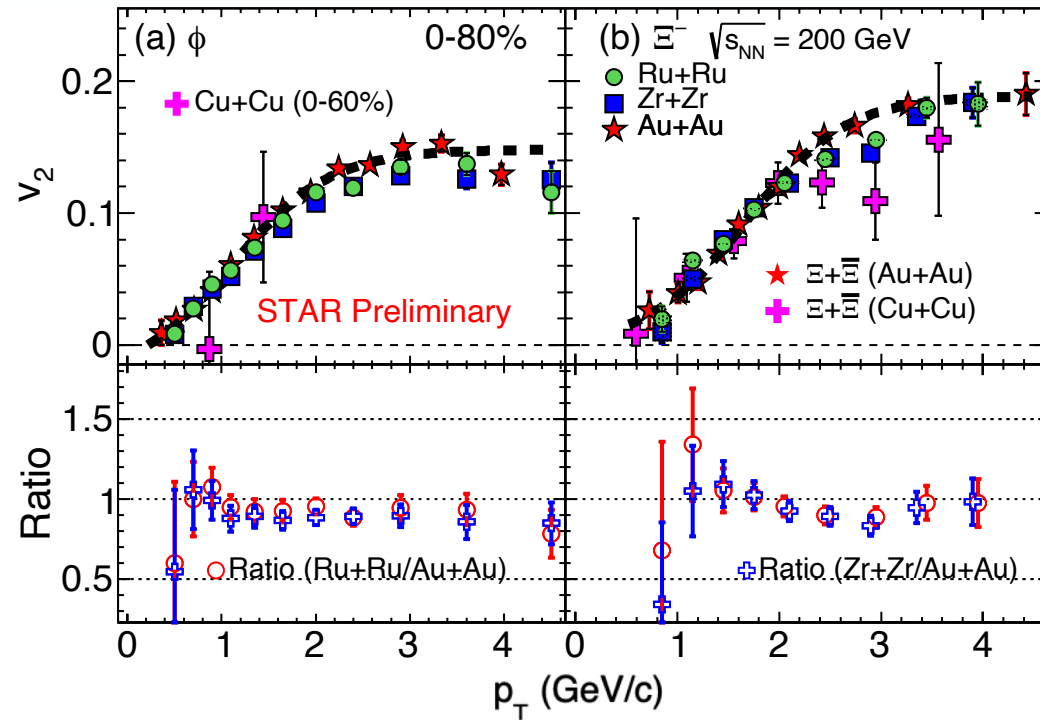 (a) ϕ 0-80%
Cu+Cu (0-60%)
STAR Preliminary
(b) Ξ⁻ √sNN = 200 GeV
Ru+Ru
Zr+Zr
Au+Au
Ξ+Ξ̅ (Au+Au)
Ξ+Ξ̅ (Cu+Cu)
v₂
0.2
0.1
0
Ratio
1.5
1
0.5
Ratio (Ru+Ru/Au+Au)
Ratio (Zr+Zr/Au+Au)
0 1 2 3 4 0 1 2 3 4
pT (GeV/c)